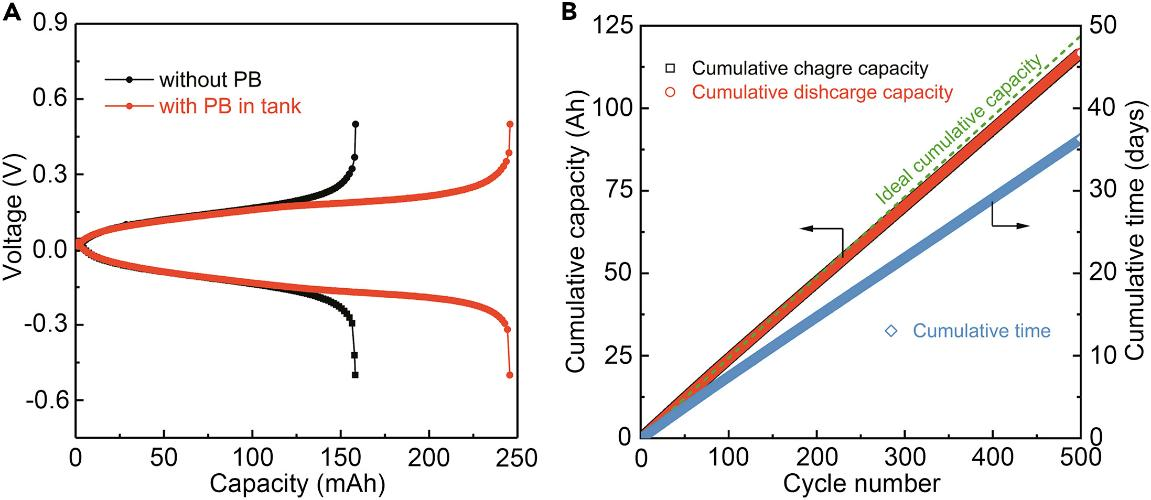 A
0.9
0.6
0.3
0.0
-0.3
-0.6
Voltage (V)
without PB
with PB in tank
0
50
100
150
200
250
Capacity (mAh)
B
125
100
75
50
25
0
Cumulative capacity (Ah)
Cumulative chagre capacity
Cumulative dishcarge capacity
Ideal cumulative capacity
Cumulative time
50
40
30
20
10
0
Cumulative time (days)
0
100
200
300
400
500
Cycle number